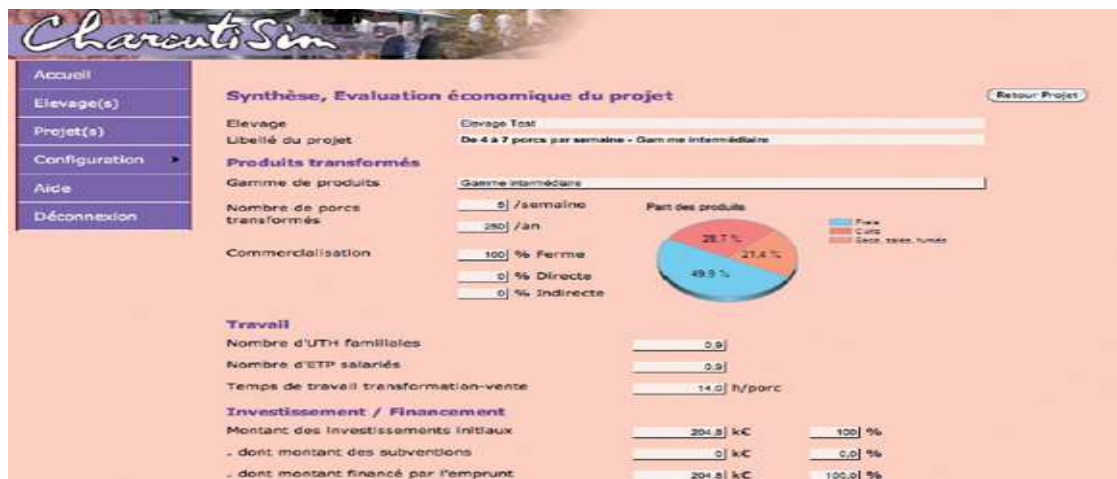 CharcutiSim
Accueil
Elevage(s)
Projet(s)
Configuration
Aide
Déconnexion
Synthèse, Evaluation économique du projet
Retour Projet
Elevage Elevage Test
Libellé du projet De 4 à 7 porcs par semaine - Gamme intermédiaire
Produits transformés
Gamme de produits Gamme intermédiaire
Nombre de porcs transformés 5 /semaine
250 /an
Part des produits
28.7 %
21.4 %
49.9 %
Frais
Cuits
Secs, salés, fumés
Commercialisation 100 % Ferme
0 % Directe
0 % Indirecte
Travail
Nombre d'UTH familiales 0,9
Nombre d'ETP salariés 0,9
Temps de travail transformation-vente 14,0 h/porc
Investissement / Financement
Montant des investissements initiaux 204,8 k€ 100 %
. dont montant des subventions 0 k€ 0,0 %
. dont montant financé par l'emprunt 204,8 k€ 100,0 %